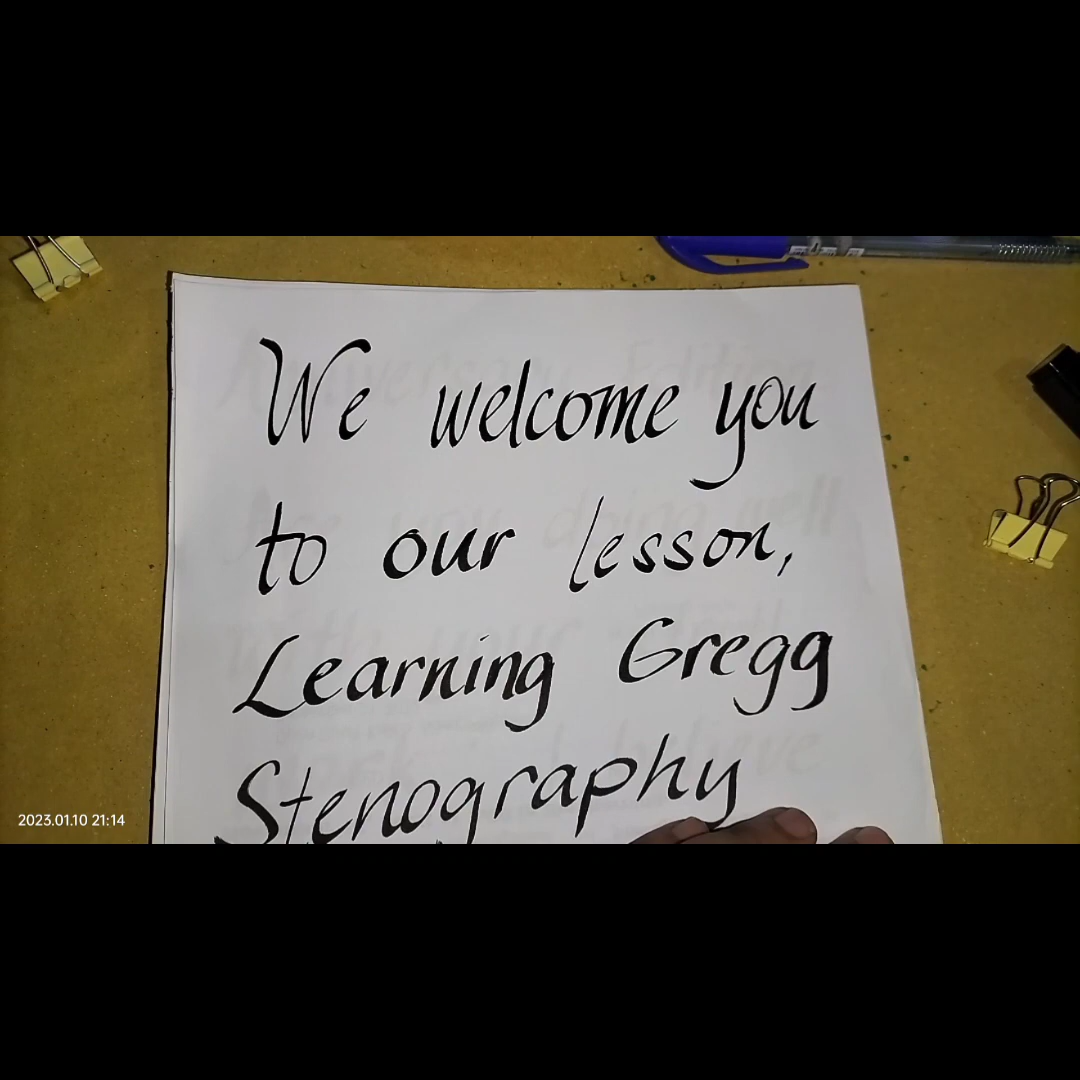 We welcome you
to our lesson,
Learning Gregg
Stenography
2023.01.10 21:14